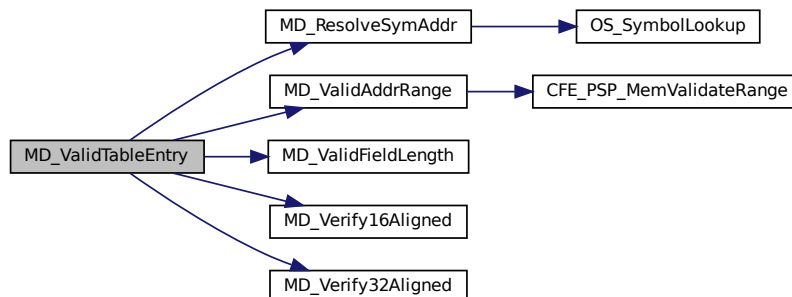 MD_ResolveSymAddr
OS_SymbolLookup
MD_ValidAddrRange
CFE_PSP_MemValidateRange
MD_ValidTableEntry
MD_ValidFieldLength
MD_Verify16Aligned
MD_Verify32Aligned